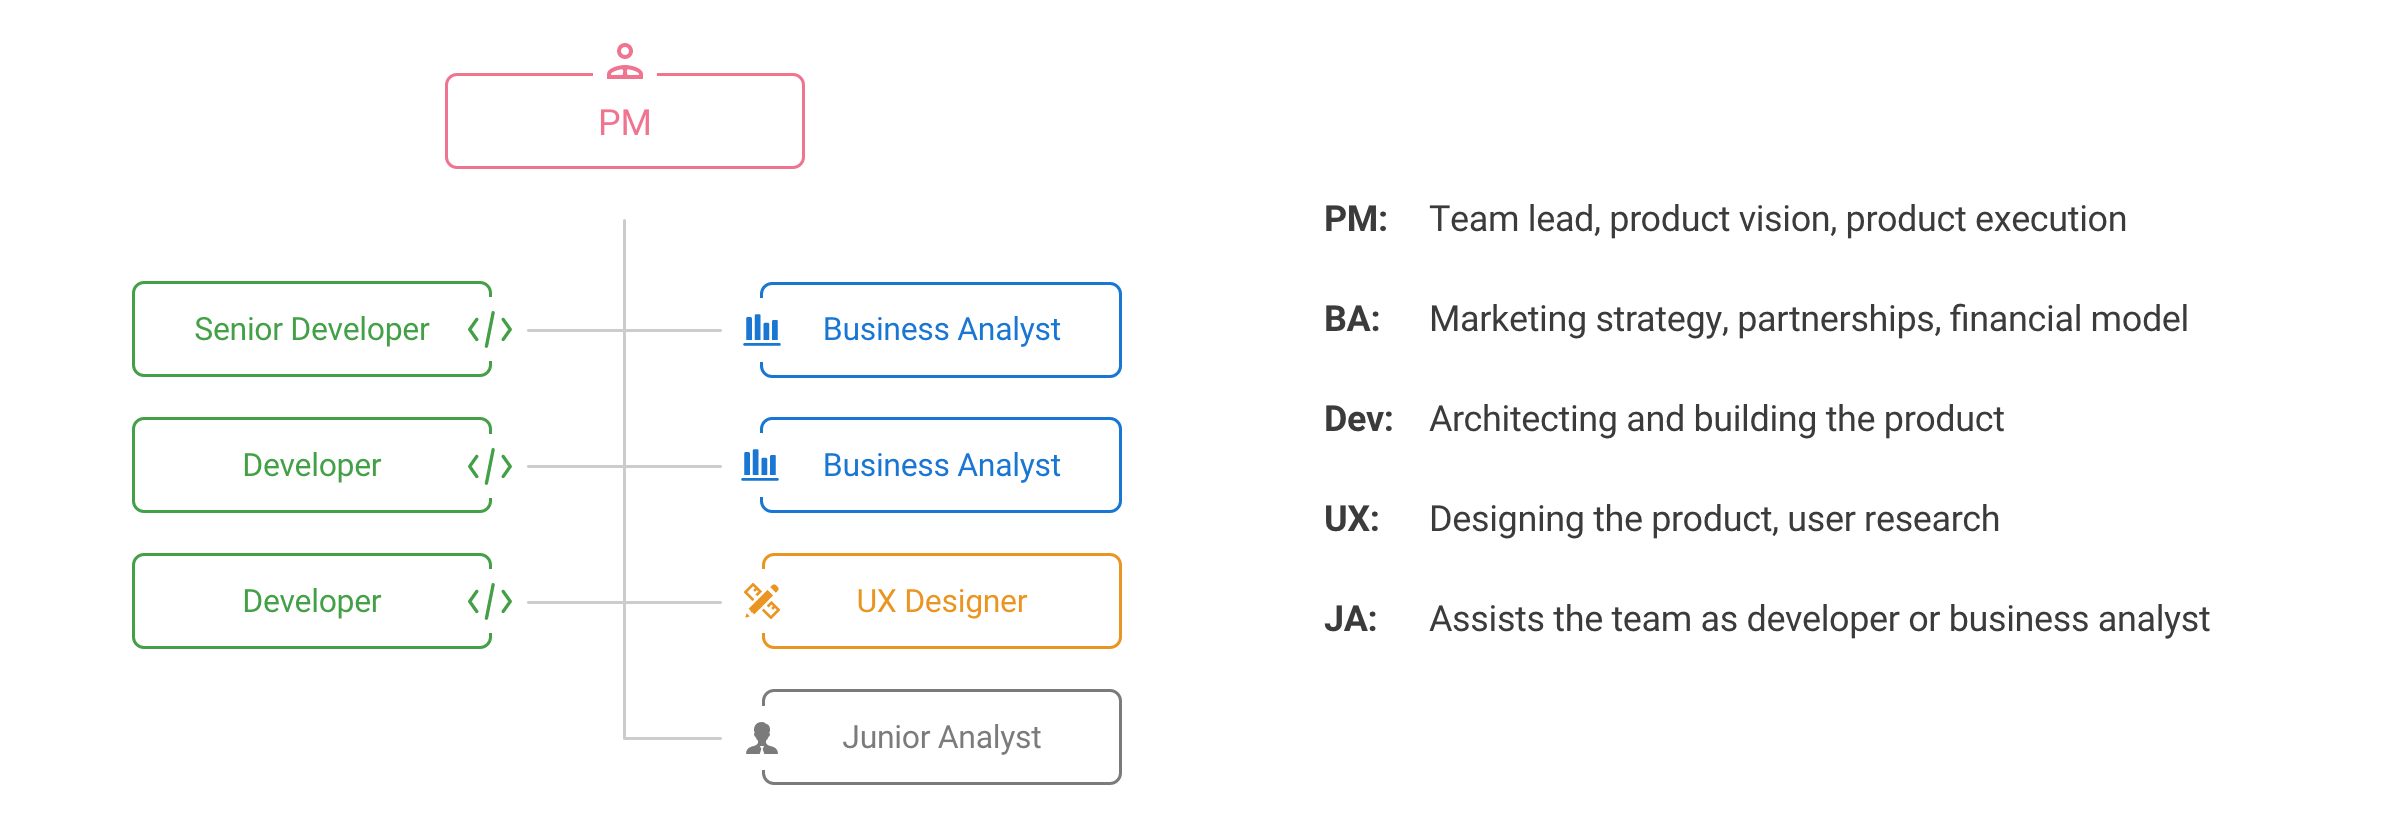 PM
Senior Developer
Business Analyst
Developer
Business Analyst
Developer
UX Designer
Junior Analyst
PM: Team lead, product vision, product execution
BA: Marketing strategy, partnerships, financial model
Dev: Architecting and building the product
UX: Designing the product, user research
JA: Assists the team as developer or business analyst